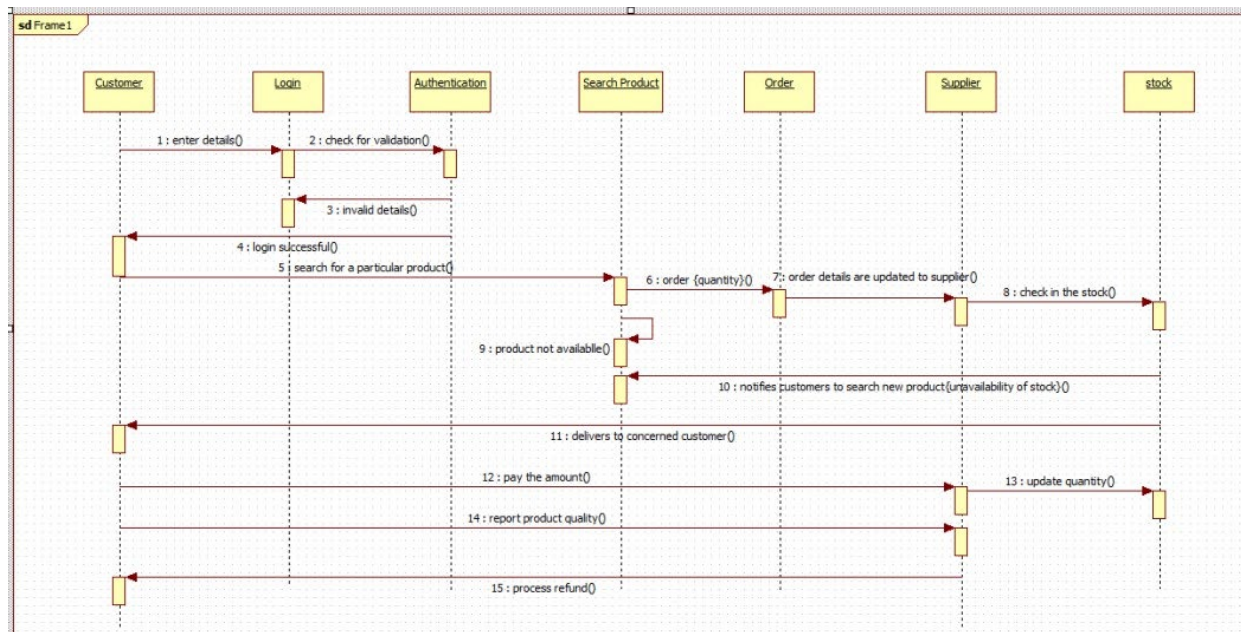 sd Frame1
Customer
Login
Authentication
Search Product
Order
Supplier
stock
1 : enter details()
2 : check for validation()
3 : invalid details()
4 : login successful()
5 : search for a particular product()
6 : order {quantity}()
7 : order details are updated to supplier()
8 : check in the stock()
9 : product not availablle()
10 : notifies customers to search new product{unavailability of stock}()
11 : delivers to concerned customer()
12 : pay the amount()
13 : update quantity()
14 : report product quality()
15 : process refund()